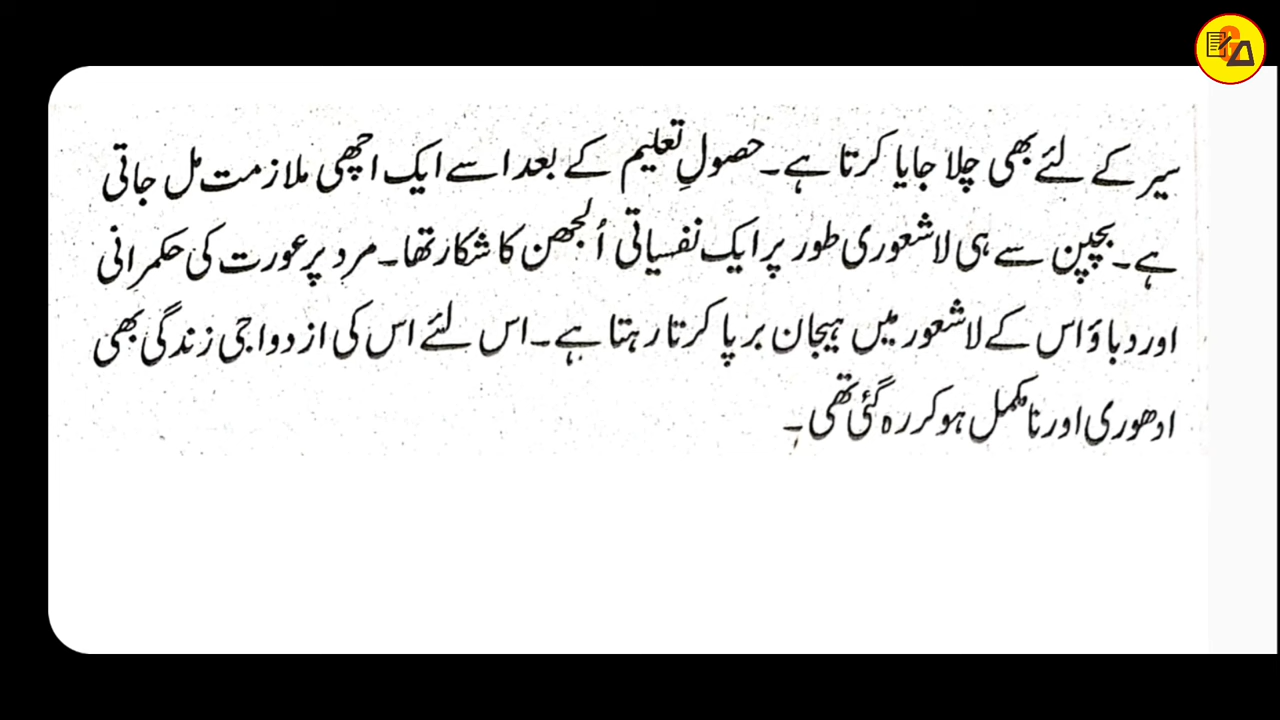 سیر کے لئے بھی چلا جایا کرتا ہے۔ حصولِ تعلیم کے بعد اسے ایک اچھی ملازمت مل جاتی
ہے۔ بچپن سے ہی لاشعوری طور پر ایک نفسیاتی اُلجھن کا شکار تھا۔ مرد پر عورت کی حکمرانی
اور دباؤ اس کے لاشعور میں ہیجان برپا کرتا رہتا ہے۔ اس لئے اس کی ازدواجی زندگی بھی
ادھوری اور نامکمل ہو کر رہ گئی تھی۔